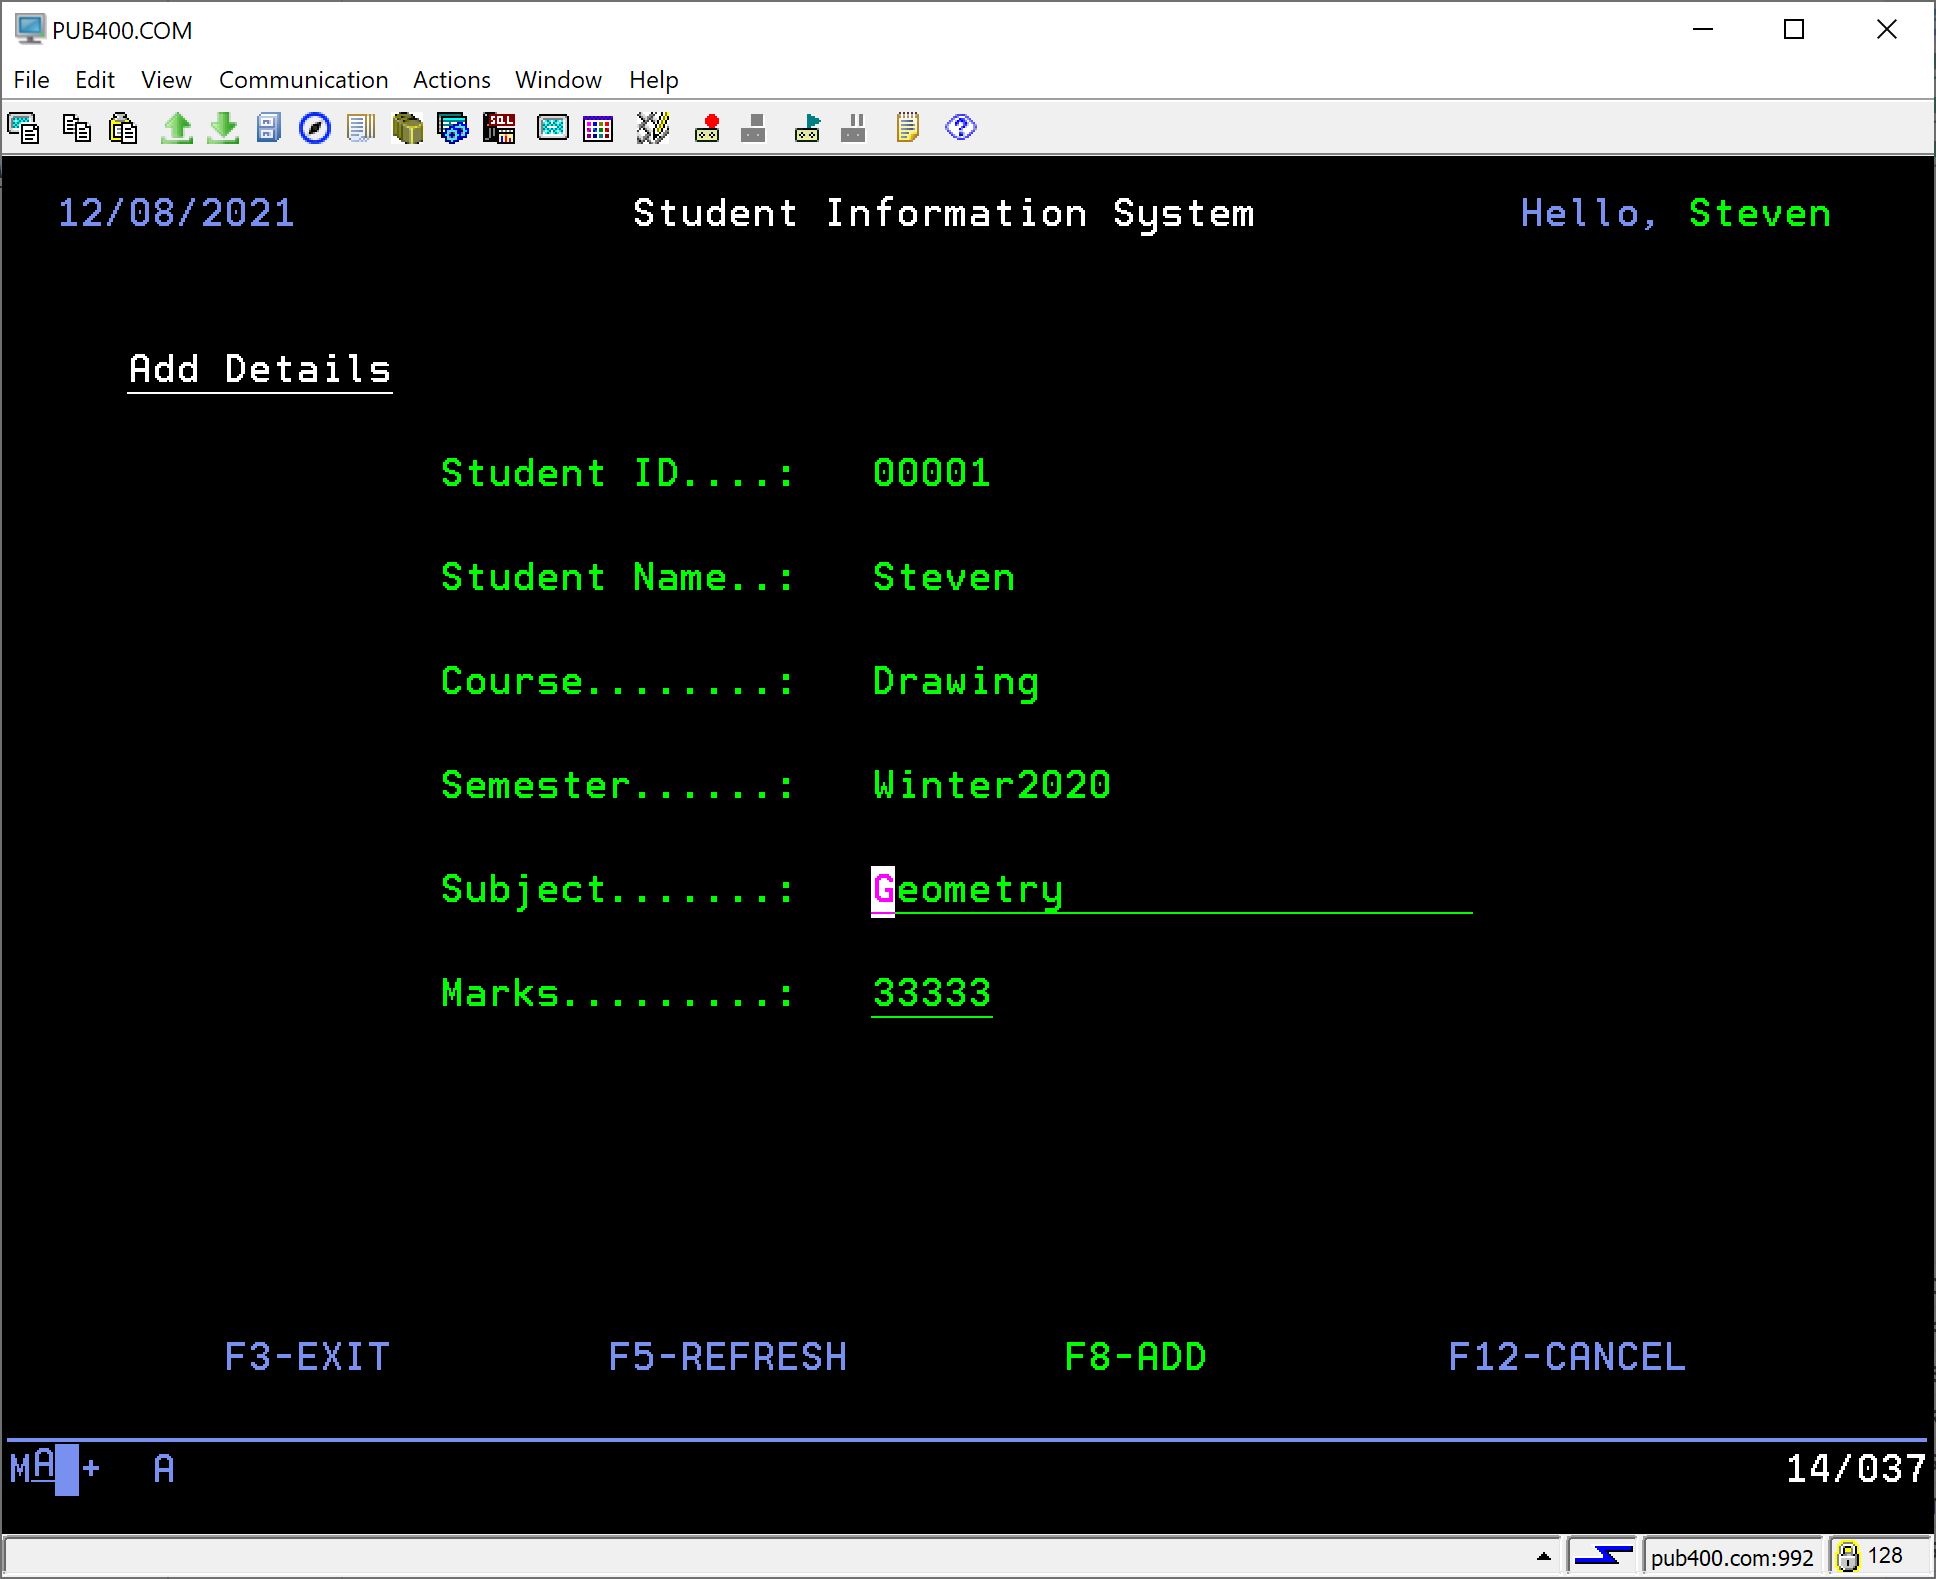 PUB400.COM
File Edit View Communication Actions Window Help
SQL
12/08/2021 Student Information System Hello, Steven
Add Details
Student ID....: 00001
Student Name..: Steven
Course........: Drawing
Semester......: Winter2020
Subject.......: Geometry
Marks.........: 33333
F3-EXIT F5-REFRESH F8-ADD F12-CANCEL
MA + A 14/037
pub400.com:992 128